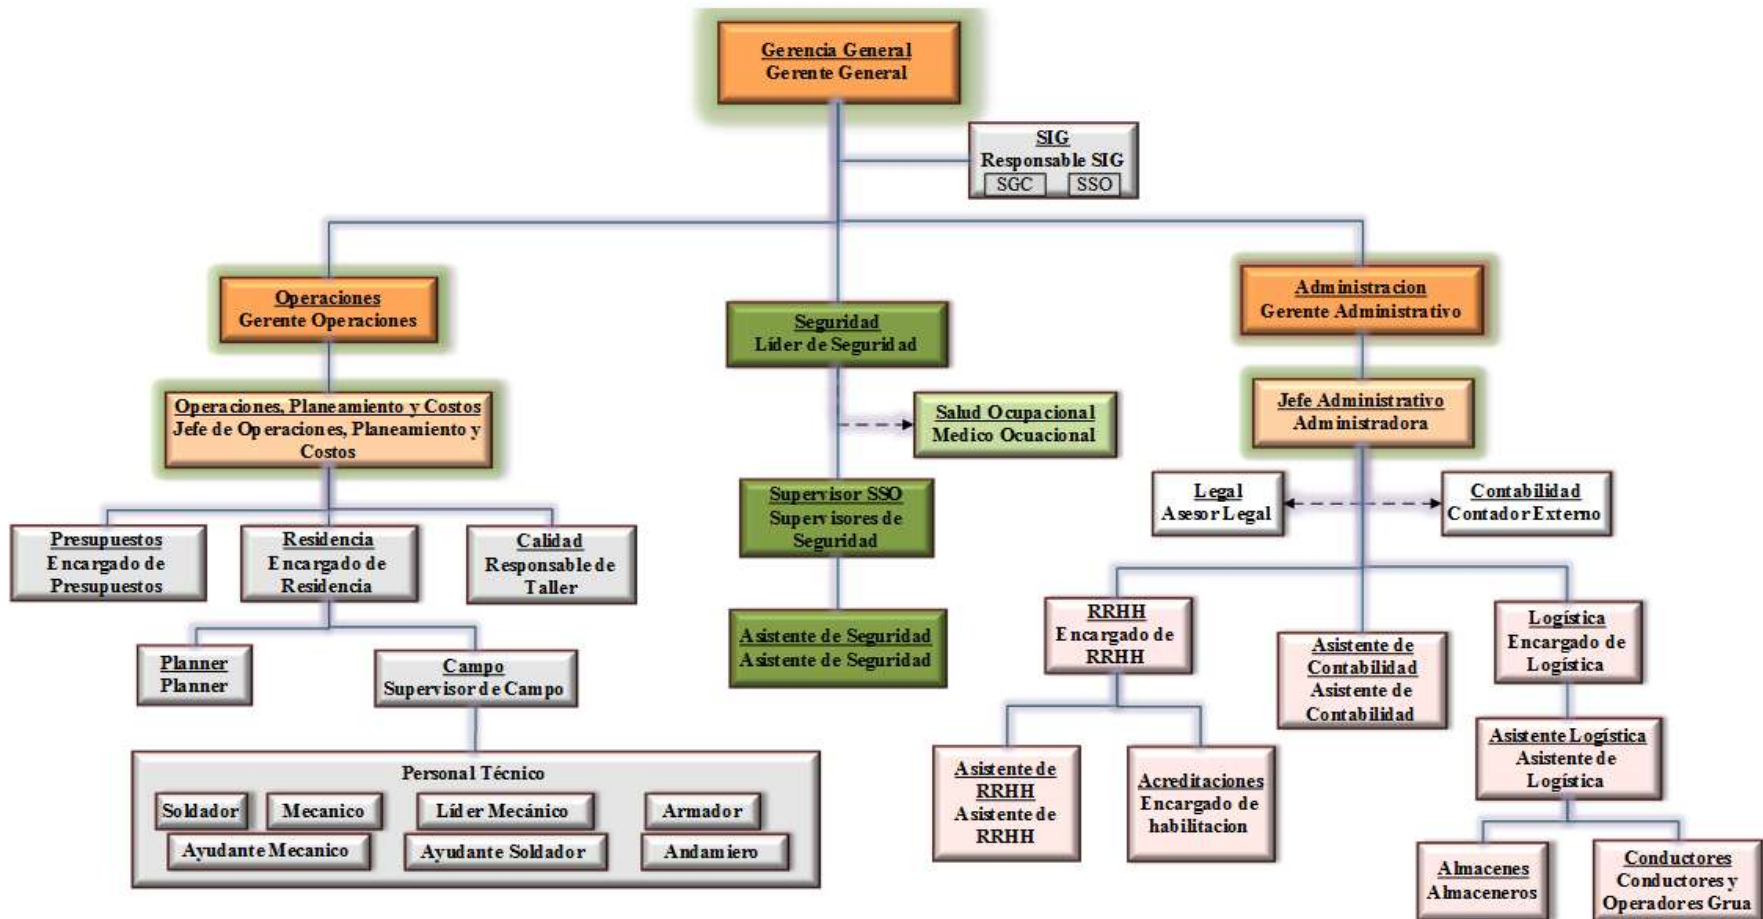 Gerencia General
Gerente General
SIG
Responsable SIG
SGC SSO
Operaciones
Gerente Operaciones
Seguridad
Líder de Seguridad
Administracion
Gerente Administrativo
Operaciones, Planeamiento y Costos
Jefe de Operaciones, Planeamiento y
Costos
Salud Ocupacional
Medico Ocuacional
Jefe Administrativo
Administradora
Legal
Asesor Legal
Contabilidad
Contador Externo
Supervisor SSO
Supervisores de
Seguridad
Presupuestos
Encargado de
Presupuestos
Residencia
Encargado de
Residencia
Calidad
Responsable de
Taller
Asistente de Seguridad
Asistente de Seguridad
RRHH
Encargado de
RRHH
Asistente de
Contabilidad
Asistente de
Contabilidad
Logística
Encargado de
Logística
Planner
Planner
Campo
Supervisor de Campo
Asistente Logística
Asistente de
Logística
Asistente de
RRHH
Asistente de
RRHH
Acreditaciones
Encargado de
habilitacion
Personal Técnico
Soldador Mecanico Líder Mecánico Armador
Ayudante Mecanico Ayudante Soldador Andamiero
Almacenes
Almaceneros
Conductores
Conductores y
Operadores Grua